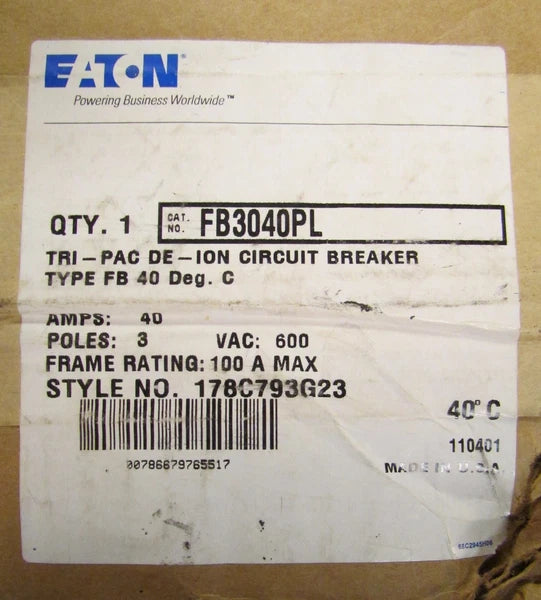 EATON
Powering Business Worldwide™
QTY. 1 CAT. NO. FB3040PL
TRI-PAC DE-ION CIRCUIT BREAKER
TYPE FB 40 Deg. C
AMPS: 40
POLES: 3 VAC: 600
FRAME RATING: 100 A MAX
STYLE NO. 178C793G23
40° C
110401
00786679765517
MADE IN U.S.A.
6EC2945H06